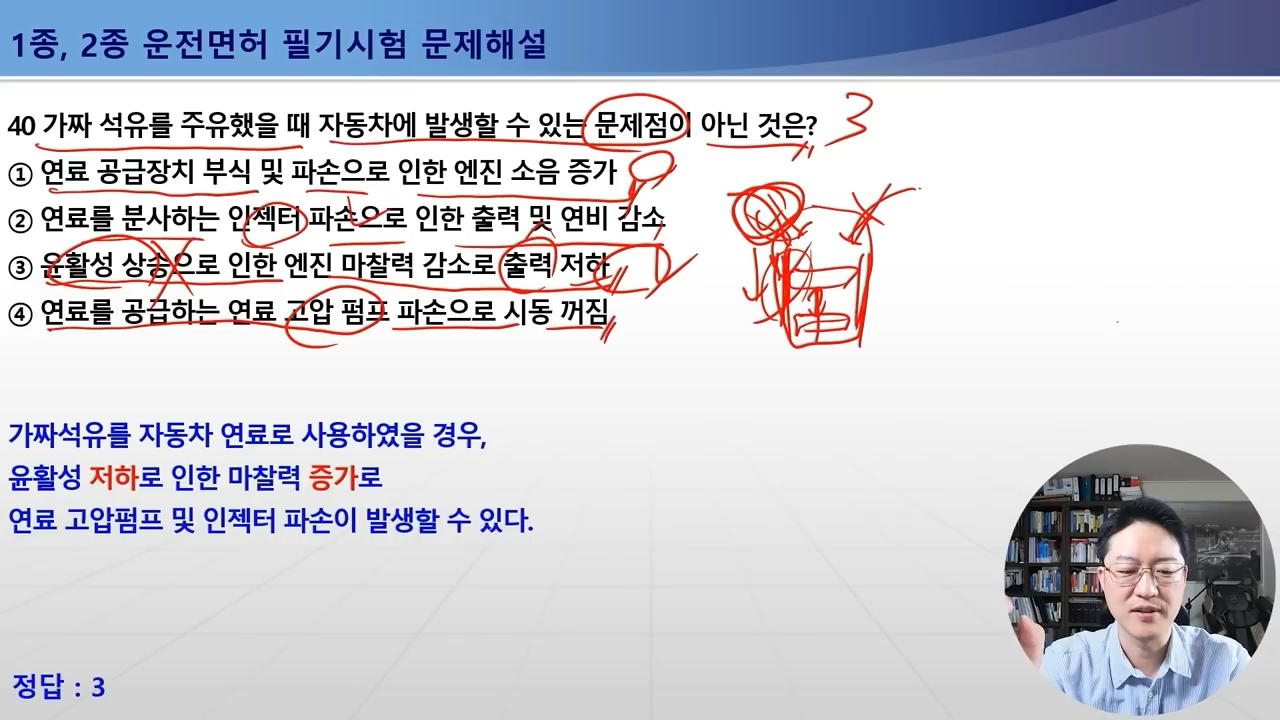 1종, 2종 운전면허 필기시험 문제해설
40 가짜 석유를 주유했을 때 자동차에 발생할 수 있는 문제점이 아닌 것은? 3
① 연료 공급장치 부식 및 파손으로 인한 엔진 소음 증가
② 연료를 분사하는 인젝터 파손으로 인한 출력 및 연비 감소
③ 윤활성 상승으로 인한 엔진 마찰력 감소로 출력 저하
④ 연료를 공급하는 연료 고압 펌프 파손으로 시동 꺼짐
가짜석유를 자동차 연료로 사용하였을 경우,
윤활성 저하로 인한 마찰력 증가로
연료 고압펌프 및 인젝터 파손이 발생할 수 있다.
정답 : 3